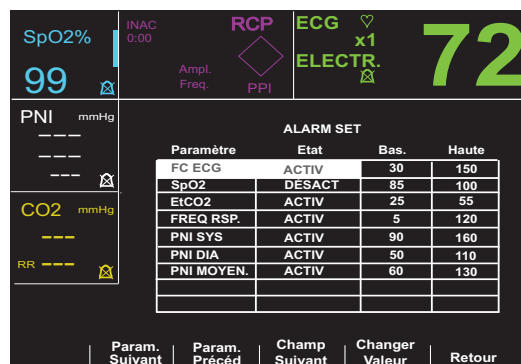 SpO2%
99
INAC
0:00
RCP
Ampl.
Freq.
PPI
ECG
x1
ELECTR.
72
PNI mmHg
---
---
---
CO2 mmHg
---
RR ---
ALARM SET
Paramètre Etat Bas. Haute
FC ECG ACTIV 30 150
SpO2 DÉSACT 85 100
EtCO2 ACTIV 25 55
FREQ RSP. ACTIV 5 120
PNI SYS ACTIV 90 160
PNI DIA ACTIV 50 110
PNI MOYEN. ACTIV 60 130
Param. Suivant
Param. Précéd
Champ Suivant
Changer Valeur
Retour